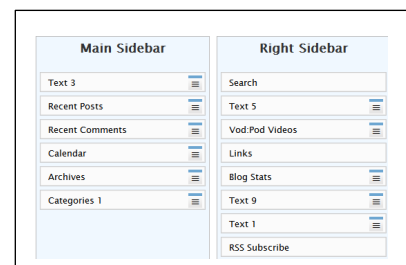 Main Sidebar
Text 3
Recent Posts
Recent Comments
Calendar
Archives
Categories 1
Right Sidebar
Search
Text 5
Vod:Pod Videos
Links
Blog Stats
Text 9
Text 1
RSS Subscribe